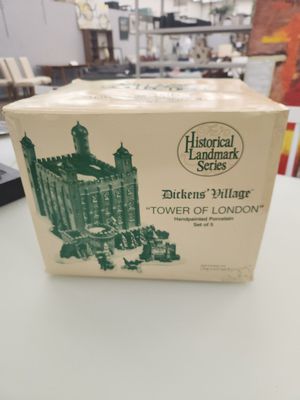 Historical
Landmark
Series
Dickens' Village
"TOWER OF LONDON"
Handpainted Porcelain
Set of 5